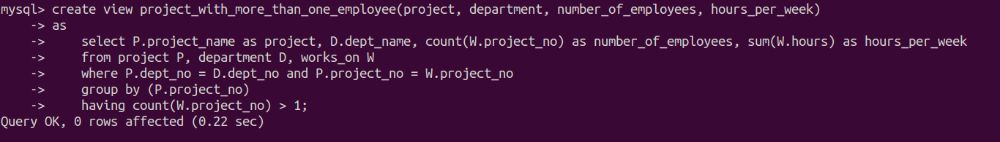 mysql> create view project_with_more_than_one_employee(project, department, number_of_employees, hours_per_week)
    -> as
    ->     select P.project_name as project, D.dept_name, count(W.project_no) as number_of_employees, sum(W.hours) as hours_per_week
    ->     from project P, department D, works_on W
    ->     where P.dept_no = D.dept_no and P.project_no = W.project_no
    ->     group by (P.project_no)
    ->     having count(W.project_no) > 1;
Query OK, 0 rows affected (0.22 sec)